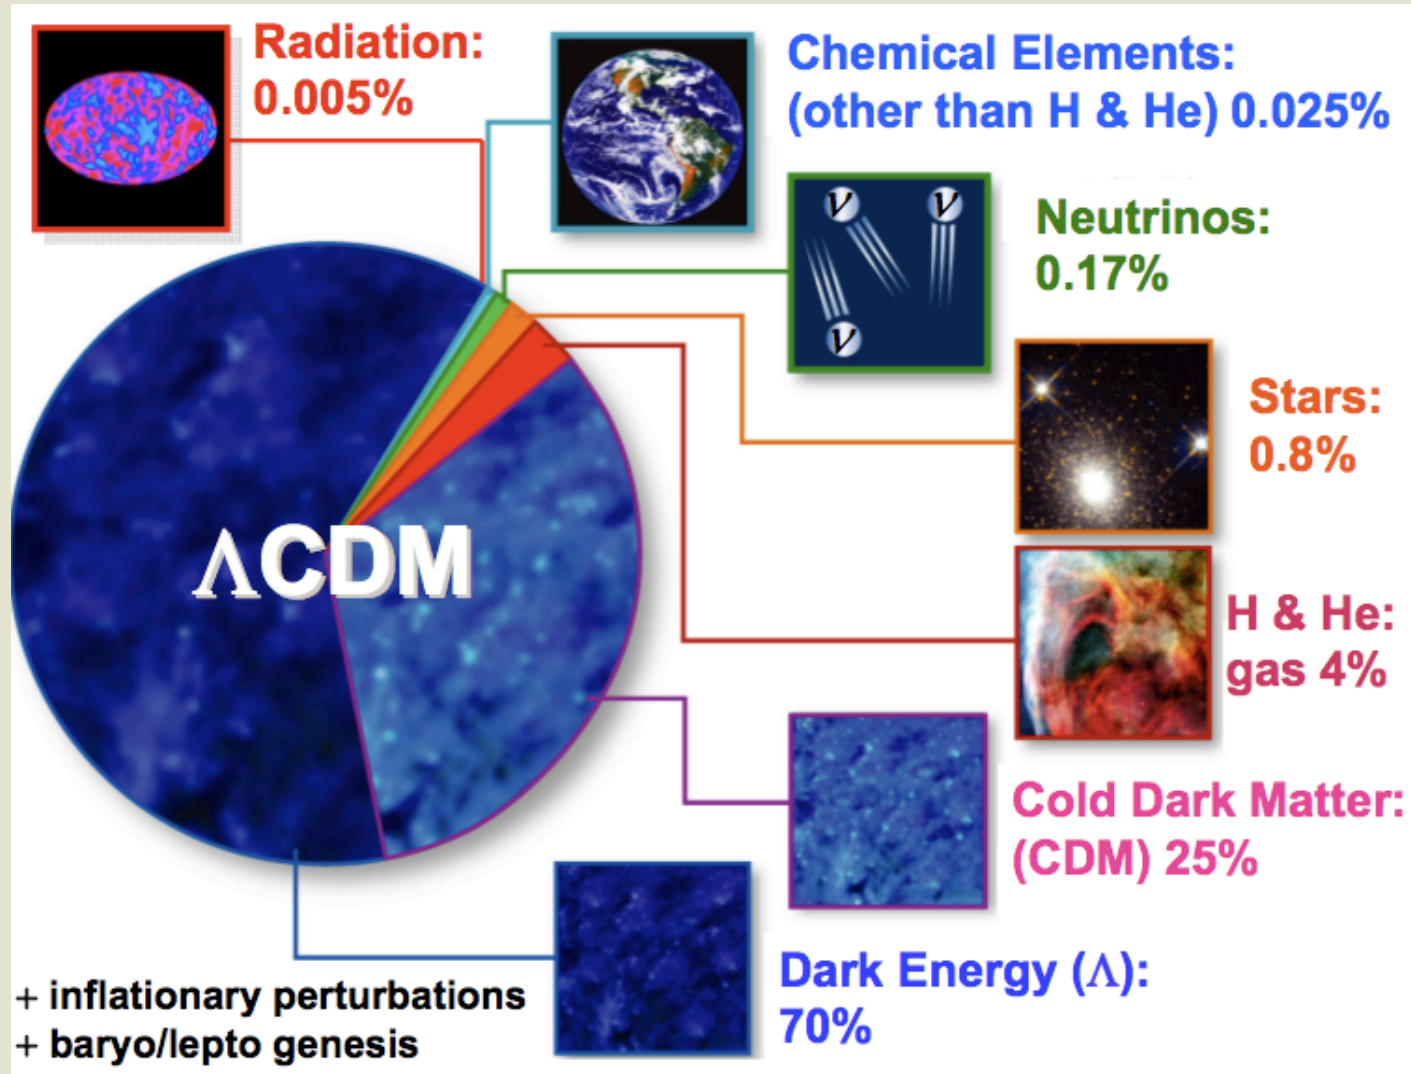 Radiation:
0.005%
Chemical Elements:
(other than H & He) 0.025%
ν ν
ν
Neutrinos:
0.17%
Stars:
0.8%
ΛCDM
H & He:
gas 4%
Cold Dark Matter:
(CDM) 25%
Dark Energy (Λ):
70%
+ inflationary perturbations
+ baryo/lepto genesis